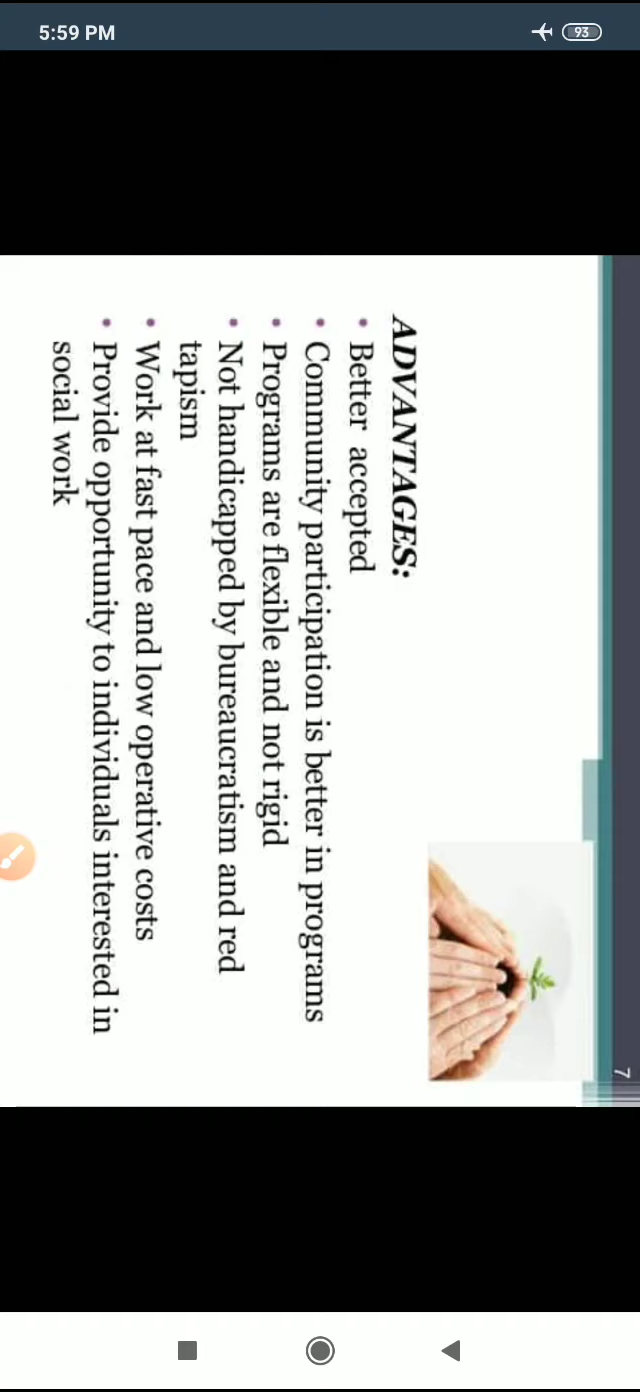 5:59 PM
93
7
ADVANTAGES:
• Better accepted
• Community participation is better in programs
• Programs are flexible and not rigid
• Not handicapped by bureaucratism and red
tapism
• Work at fast pace and low operative costs
• Provide opportunity to individuals interested in
social work